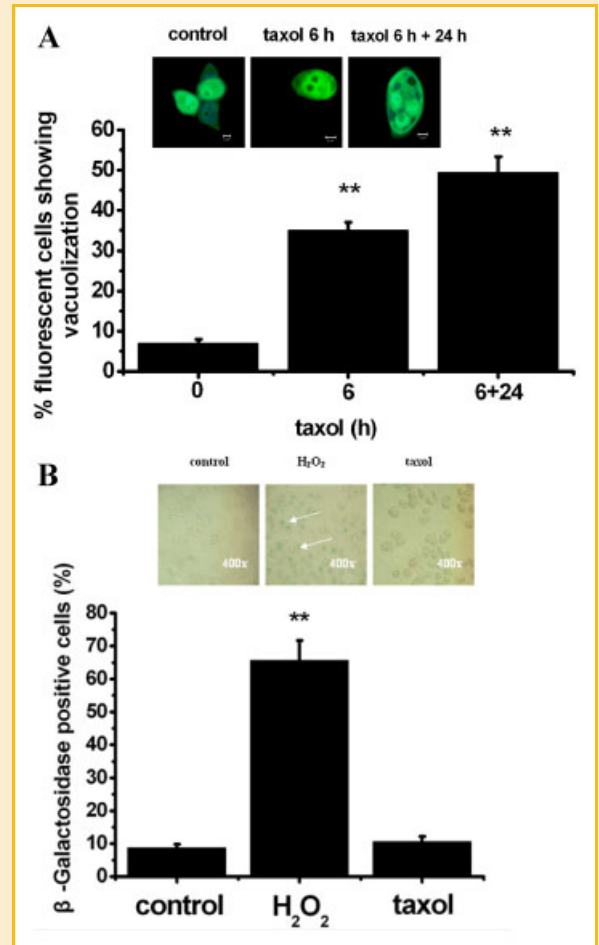 A
control taxol 6 h taxol 6 h + 24 h
60
50
40
30
20
10
0
** **
0 6 6+24
% fluorescent cells showing
vacuolization
taxol (h)
B
control H₂O₂ taxol
400x 400x 400x
80
70
60
50
40
30
20
10
0
**
control H₂O₂ taxol
β -Galactosidase positive cells (%)